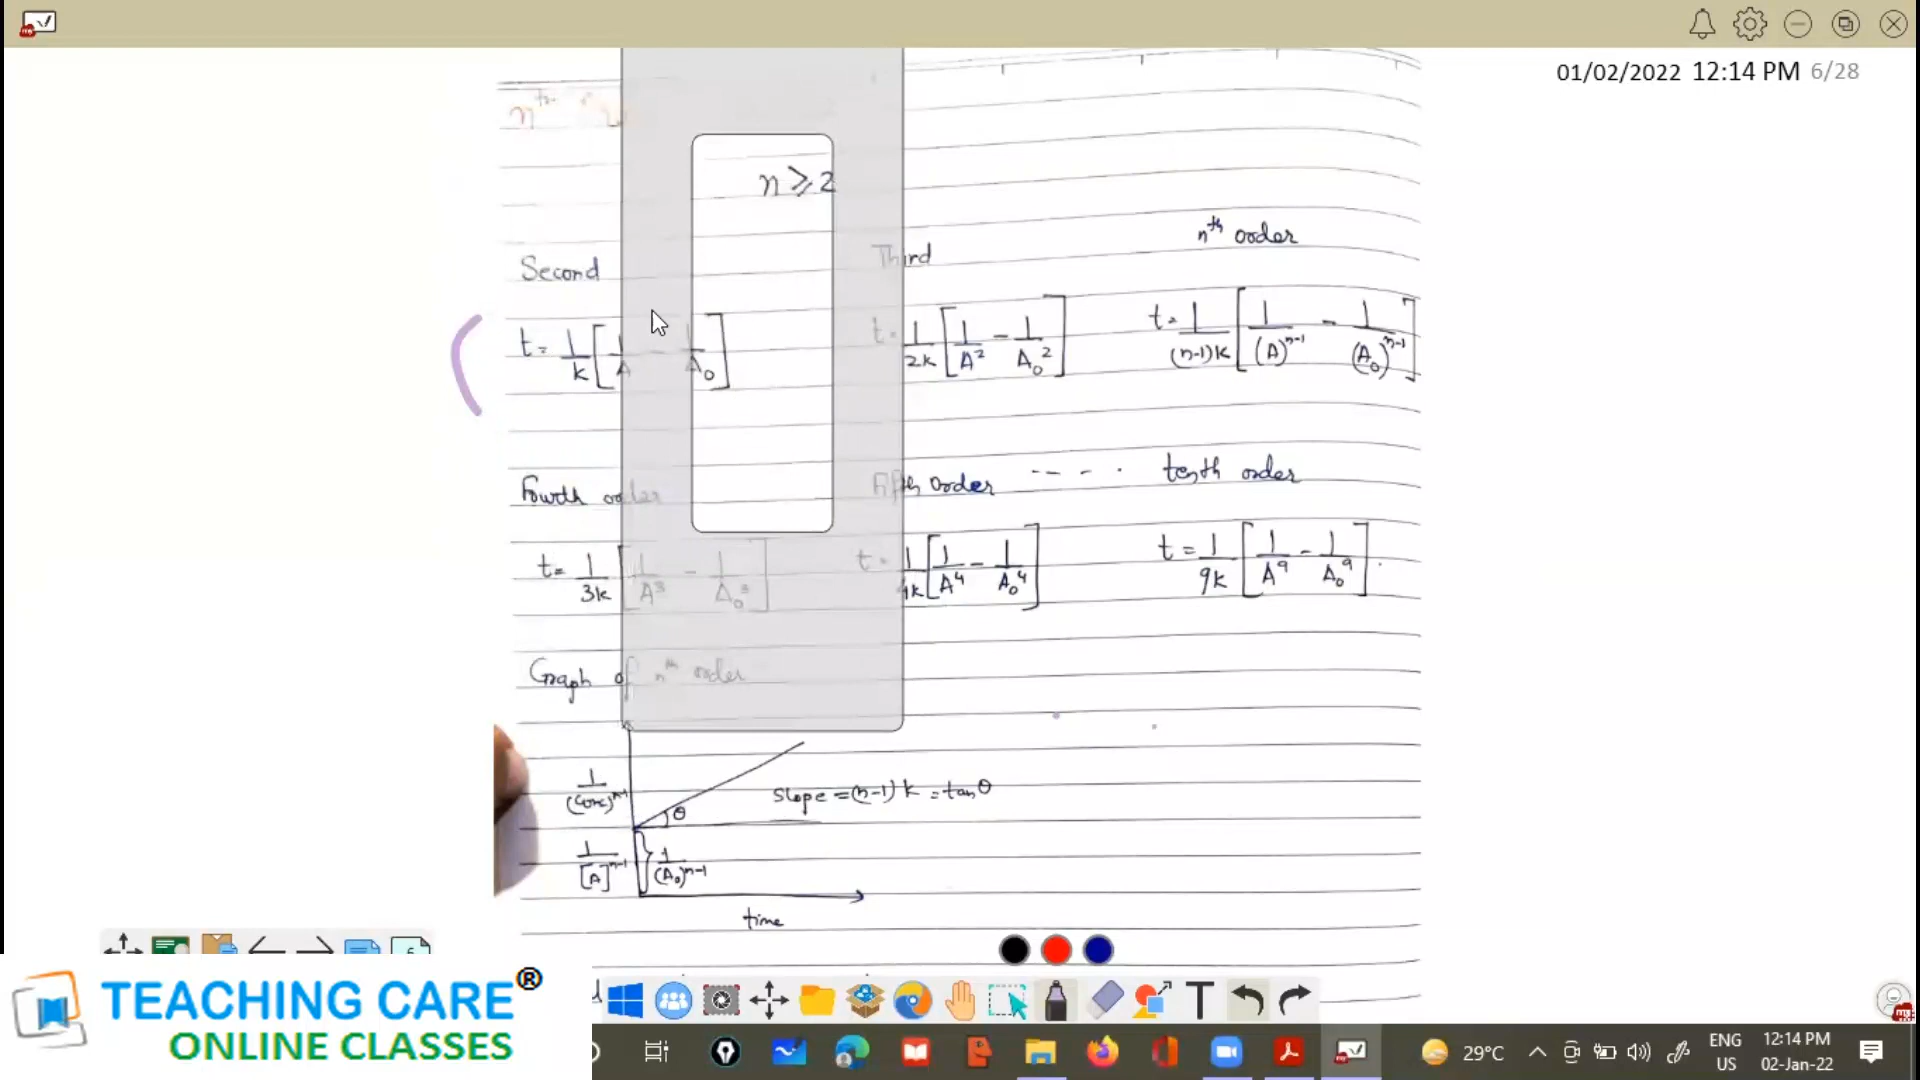 01/02/2022 12:14 PM 6/28
nth
n ≥ 2
Second Third nth order
t = 1/k [1/A - 1/A₀] t = 1/2k [1/A² - 1/A₀²] t = 1/(n-1)k [1/(A)ⁿ⁻¹ - 1/(A₀)ⁿ⁻¹]
Fourth order Fifth order ---- tenth order
t = 1/3k [1/A³ - 1/A₀³] t = 1/4k [1/A⁴ - 1/A₀⁴] t = 1/9k [1/A⁹ - 1/A₀⁹]
Graph of nth order
1/(conc)ⁿ⁻¹ θ Slope = (n-1) k = tan θ
1/[A]ⁿ⁻¹ 1/(A₀)ⁿ⁻¹
time
TEACHING CARE®
ONLINE CLASSES
T
29°C ENG US 12:14 PM 02-Jan-22